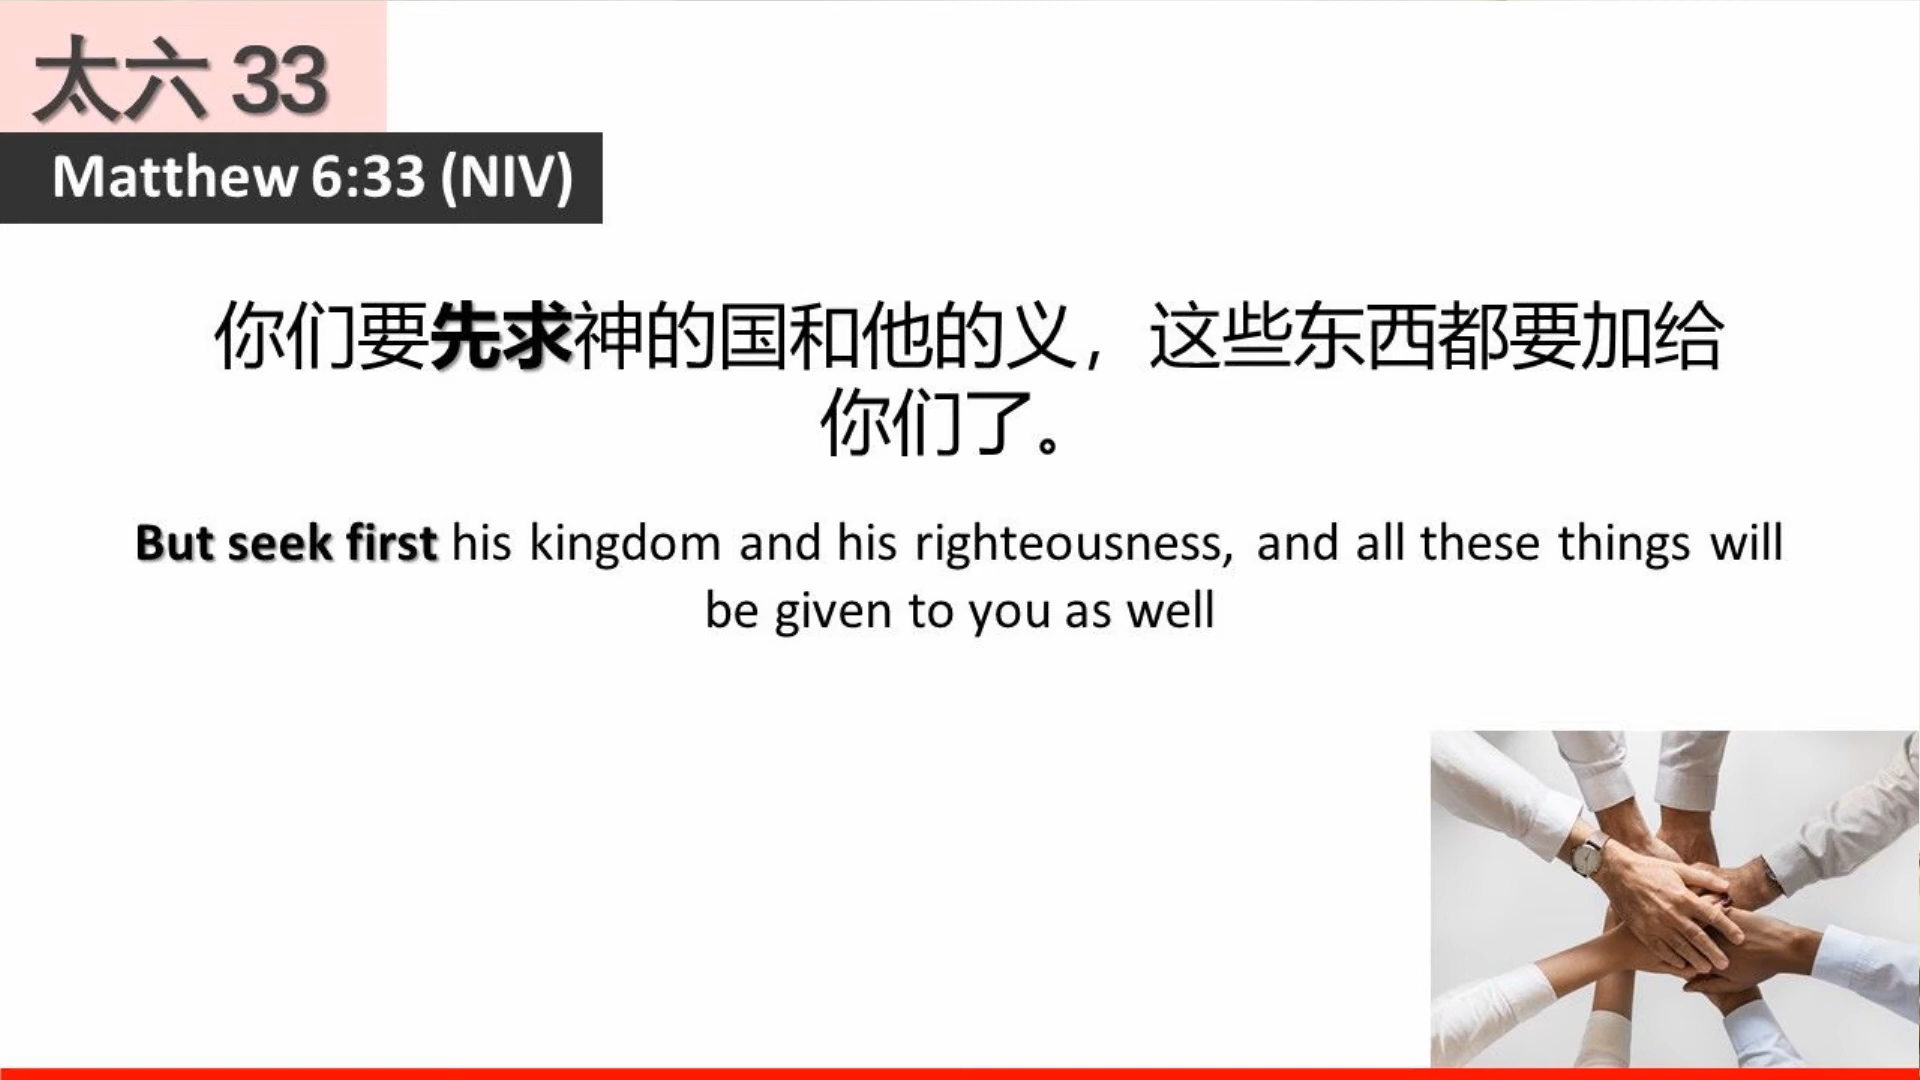 太六 33
Matthew 6:33 (NIV)
你们要先求神的国和他的义，这些东西都要加给
你们了。
But seek first his kingdom and his righteousness, and all these things will
be given to you as well